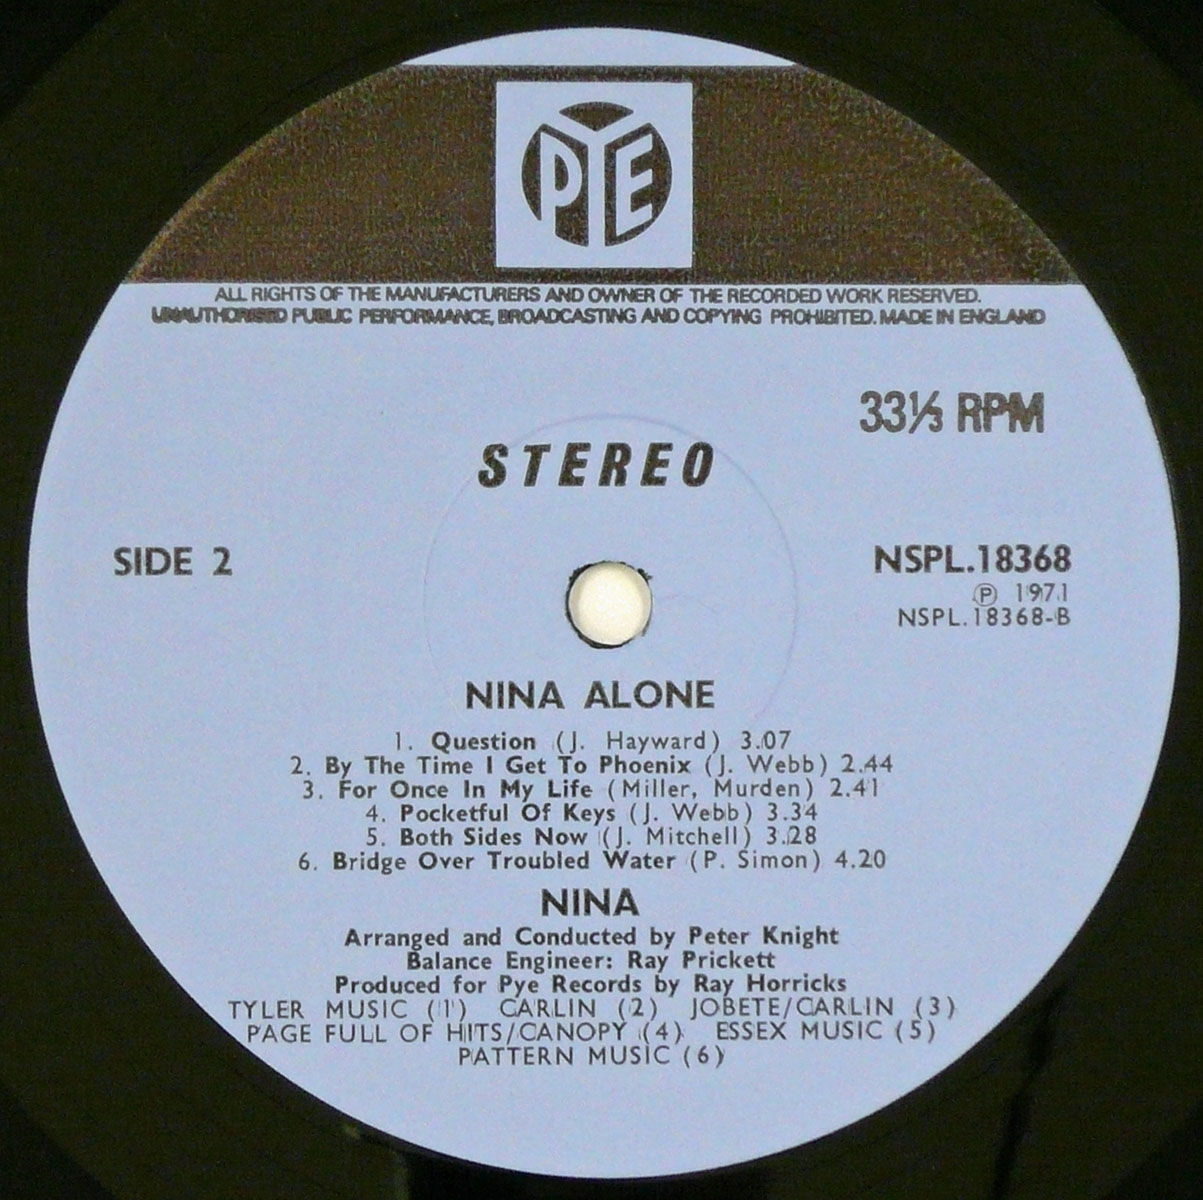 PYE
ALL RIGHTS OF THE MANUFACTURERS AND OWNER OF THE RECORDED WORK RESERVED.
UNAUTHORISED PUBLIC PERFORMANCE, BROADCASTING AND COPYING PROHIBITED. MADE IN ENGLAND
33⅓ RPM
STEREO
SIDE 2
NSPL.18368
Ⓟ 1971
NSPL.18368-B
NINA ALONE
1. Question (J. Hayward) 3.07
2. By The Time I Get To Phoenix (J. Webb) 2.44
3. For Once In My Life (Miller, Murden) 2.41
4. Pocketful Of Keys (J. Webb) 3.34
5. Both Sides Now (J. Mitchell) 3.28
6. Bridge Over Troubled Water (P. Simon) 4.20
NINA
Arranged and Conducted by Peter Knight
Balance Engineer: Ray Prickett
Produced for Pye Records by Ray Horricks
TYLER MUSIC (1) CARLIN (2) JOBETE/CARLIN (3)
PAGE FULL OF HITS/CANOPY (4) ESSEX MUSIC (5)
PATTERN MUSIC (6)